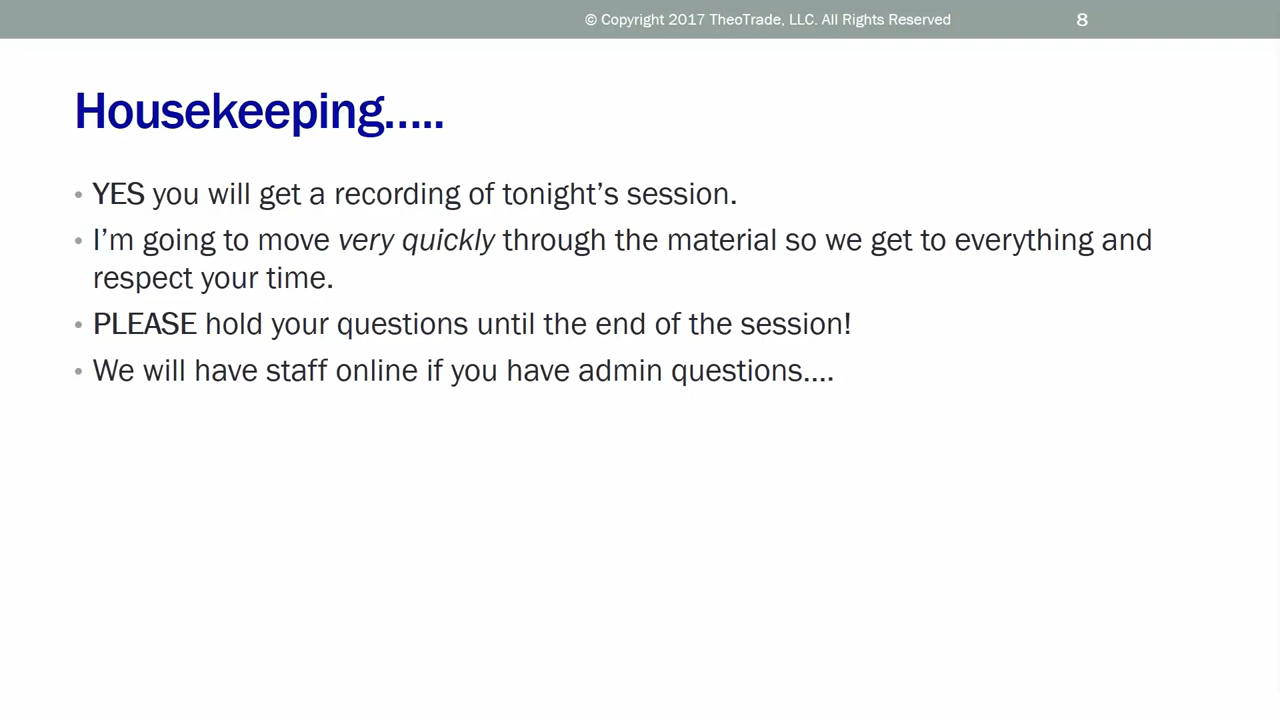 © Copyright 2017 TheoTrade, LLC. All Rights Reserved 8
Housekeeping.....
• YES you will get a recording of tonight’s session.
• I’m going to move very quickly through the material so we get to everything and
respect your time.
• PLEASE hold your questions until the end of the session!
• We will have staff online if you have admin questions....